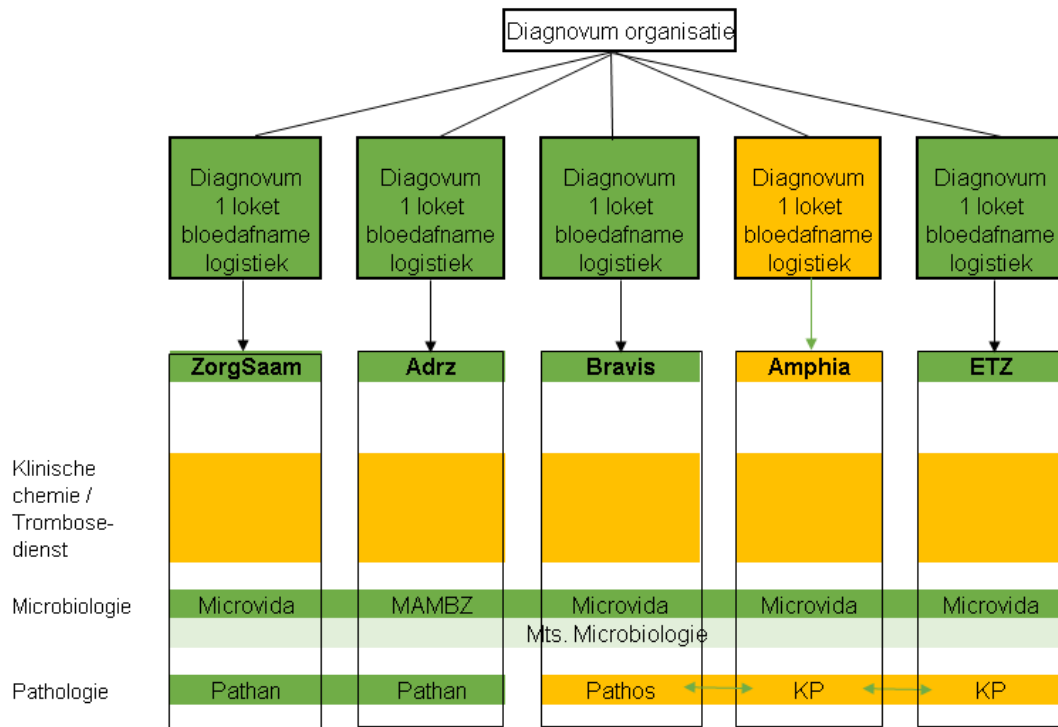 Diagnovum organisatie
Diagnovum
1 loket
bloedafname
logistiek
Diagovum
1 loket
bloedafname
logistiek
Diagnovum
1 loket
bloedafname
logistiek
Diagnovum
1 loket
bloedafname
logistiek
Diagnovum
1 loket
bloedafname
logistiek
ZorgSaam
Adrz
Bravis
Amphia
ETZ
Klinische
chemie /
Trombose-
dienst
Microbiologie
Microvida
MAMBZ
Microvida
Microvida
Microvida
Mts. Microbiologie
Pathologie
Pathan
Pathan
Pathos
KP
KP